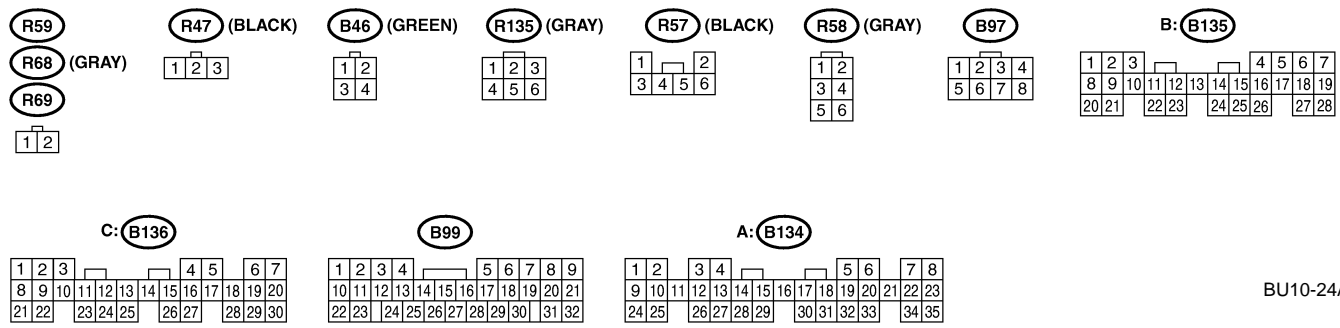 R59
R68 (GRAY)
R69
1 2
R47 (BLACK)
1 2 3
B46 (GREEN)
1 2
3 4
R135 (GRAY)
1 2 3
4 5 6
R57 (BLACK)
1 2
3 4 5 6
R58 (GRAY)
1 2
3 4
5 6
B97
1 2 3 4
5 6 7 8
B: B135
1 2 3 4 5 6 7
8 9 10 11 12 13 14 15 16 17 18 19
20 21 22 23 24 25 26 27 28
C: B136
1 2 3 4 5 6 7
8 9 10 11 12 13 14 15 16 17 18 19 20
21 22 23 24 25 26 27 28 29 30
B99
1 2 3 4 5 6 7 8 9
10 11 12 13 14 15 16 17 18 19 20 21
22 23 24 25 26 27 28 29 30 31 32
A: B134
1 2 3 4 5 6 7 8
9 10 11 12 13 14 15 16 17 18 19 20 21 22 23
24 25 26 27 28 29 30 31 32 33 34 35
BU10-24A